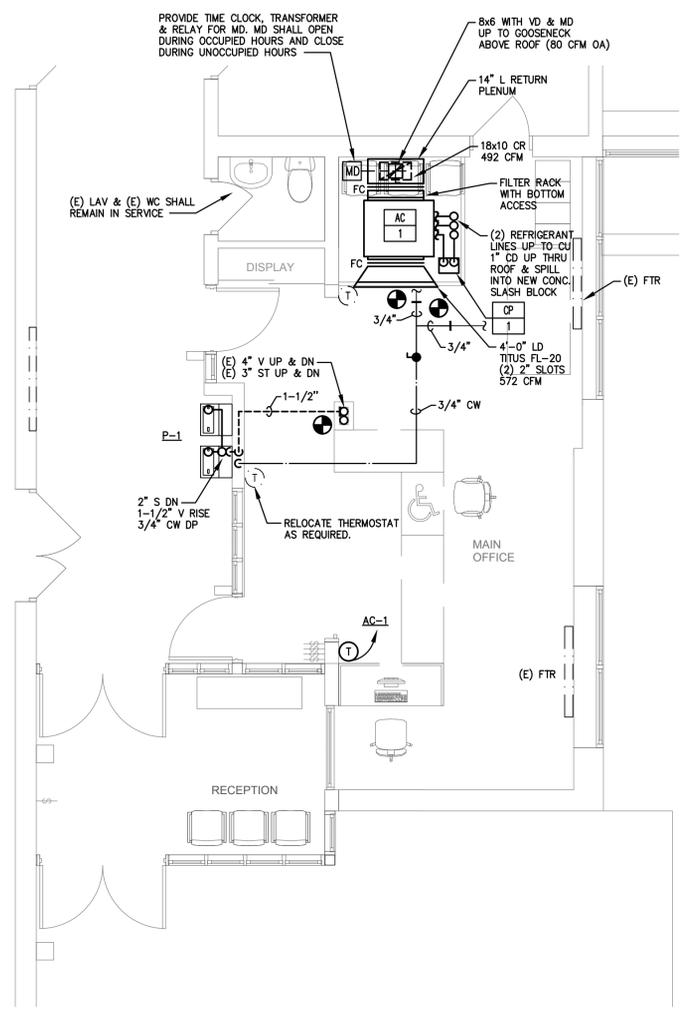 PROVIDE TIME CLOCK, TRANSFORMER
& RELAY FOR MD. MD SHALL OPEN
DURING OCCUPIED HOURS AND CLOSE
DURING UNOCCUPIED HOURS
8x6 WITH VD & MD
UP TO GOOSENECK
ABOVE ROOF (80 CFM OA)
14" L RETURN
PLENUM
18x10 CR
492 CFM
MD
FC
FILTER RACK
WITH BOTTOM
ACCESS
(E) LAV & (E) WC SHALL
REMAIN IN SERVICE
AC
1
(2) REFRIGERANT
LINES UP TO CU
1" CD UP THRU
ROOF & SPILL
INTO NEW CONC.
SLASH BLOCK
FC
DISPLAY
(E) FTR
T
CP
1
3/4"
3/4"
4'-0" LD
TITUS FL-20
(2) 2" SLOTS
572 CFM
(E) 4" V UP & DN
(E) 3" ST UP & DN
1-1/2"
3/4" CW
P-1
T
2" S DN
1-1/2" V RISE
3/4" CW DP
RELOCATE THERMOSTAT
AS REQUIRED.
MAIN
OFFICE
AC-1
T
(E) FTR
RECEPTION